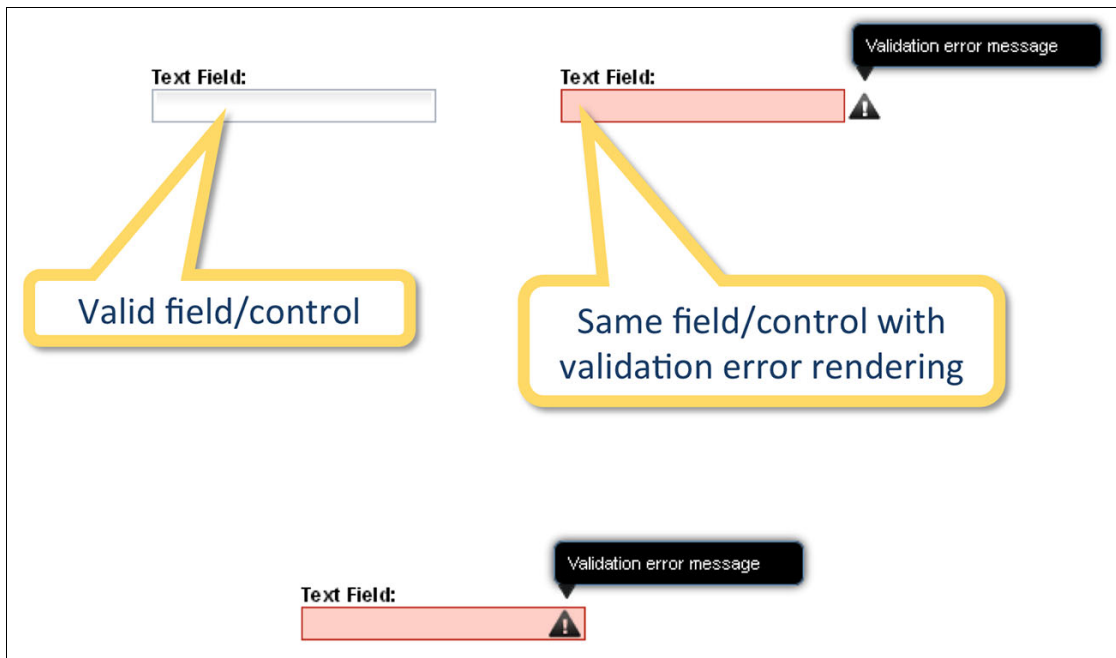 Validation error message
Text Field:
Text Field:
Valid field/control
Same field/control with
validation error rendering
Validation error message
Text Field: